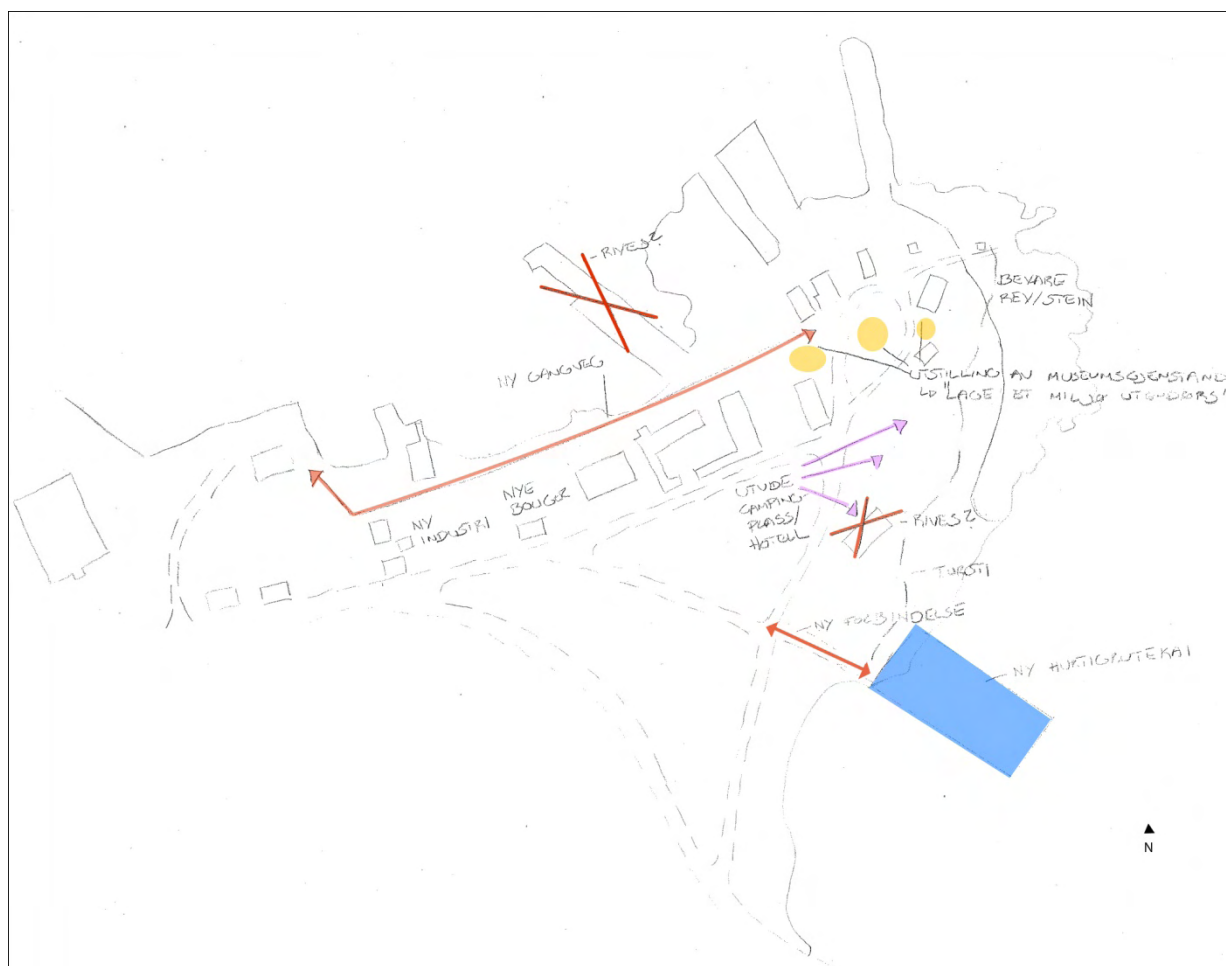 - RIVES?
BEVARE
REV/STEIN
NY GANGVEG
UTSTILLING AV MUSEUMSGJENSTAND
"LAGE ET MILJØ UTENDØRS"
NYE
BOLIGER
NY
INDUSTRI
UTVIDE
CAMPING-
PLASS/
HOTELL
- RIVES?
- TURSTI
- NY FORBINDELSE
- NY HURTIGRUTEKAI
N